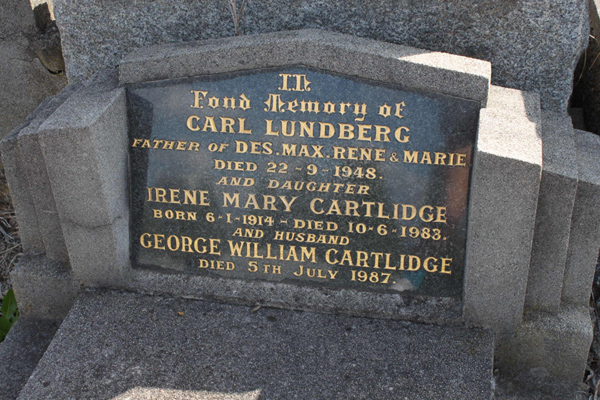 In
Fond Memory of
CARL LUNDBERG
FATHER OF DES. MAX. RENE & MARIE
DIED 22-9-1948.
AND DAUGHTER
IRENE MARY CARTLIDGE
BORN 6-1-1914 - DIED 10-6-1983.
AND HUSBAND
GEORGE WILLIAM CARTLIDGE
DIED 5TH JULY 1987.